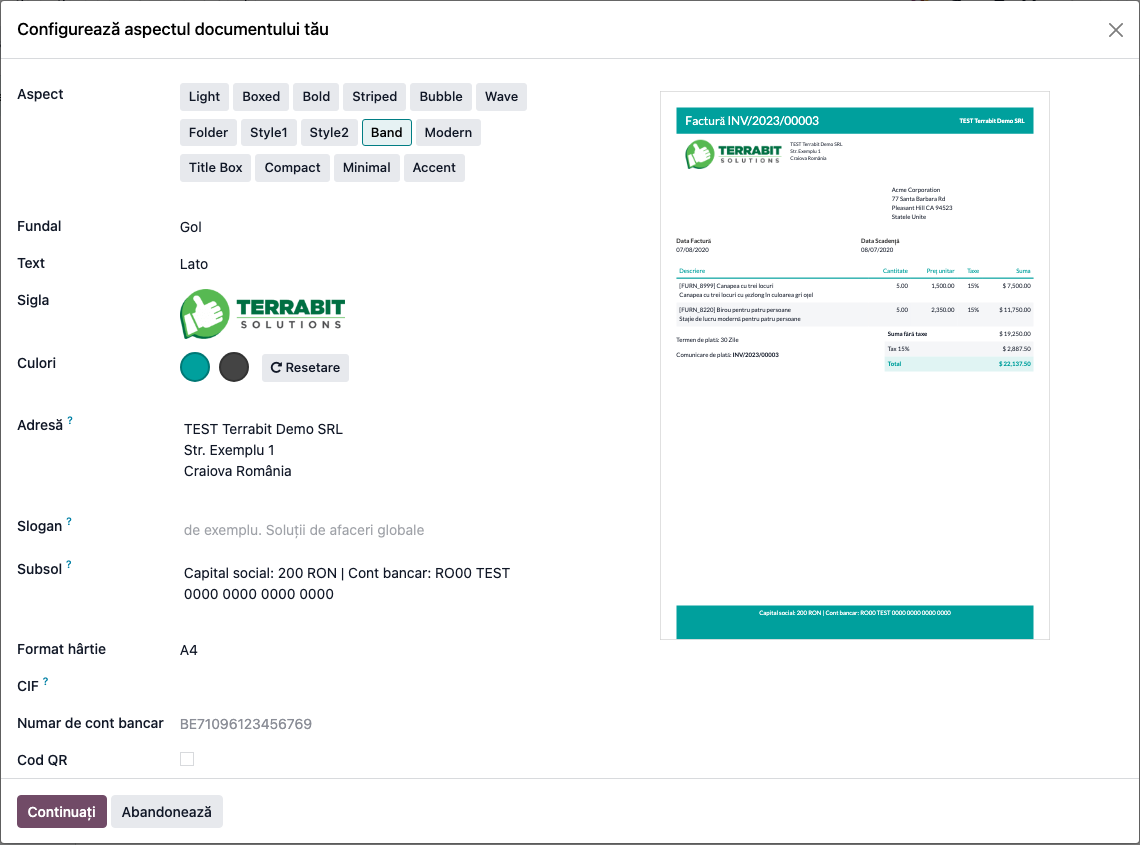 Configurează aspectul documentului tău
Aspect
Light Boxed Bold Striped Bubble Wave
Folder Style1 Style2 Band Modern
Title Box Compact Minimal Accent
Fundal Gol
Text Lato
Sigla
TERRABIT
SOLUTIONS
Culori Resetare
Adresă ?
TEST Terrabit Demo SRL
Str. Exemplu 1
Craiova România
Slogan ?
de exemplu. Soluții de afaceri globale
Subsol ?
Capital social: 200 RON | Cont bancar: RO00 TEST
0000 0000 0000 0000
Format hârtie A4
CIF ?
Numar de cont bancar BE71096123456769
Cod QR
Continuați Abandonează
Factură INV/2023/00003 TEST Terrabit Demo SRL
TERRABIT
SOLUTIONS
TEST Terrabit Demo SRL
Str. Exemplu 1
Craiova România
Acme Corporation
77 Santa Barbara Rd
Pleasant Hill CA 94523
Statele Unite
Data Factură Data Scadență
07/08/2020 08/07/2020
Descriere Cantitate Preț unitar Taxe Suma
[FURN_8999] Canapea cu trei locuri 5.00 1,500.00 15% $ 7,500.00
Canapea cu trei locuri cu șezlong în culoarea gri oțel
[FURN_8220] Birou pentru patru persoane 5.00 2,350.00 15% $ 11,750.00
Stație de lucru modernă pentru patru persoane
Suma fără taxe $ 19,250.00
Termen de plată: 30 Zile
Tax 15% $ 2,887.50
Comunicare de plată: INV/2023/00003
Total $ 22,137.50
Capital social: 200 RON | Cont bancar: RO00 TEST 0000 0000 0000 0000